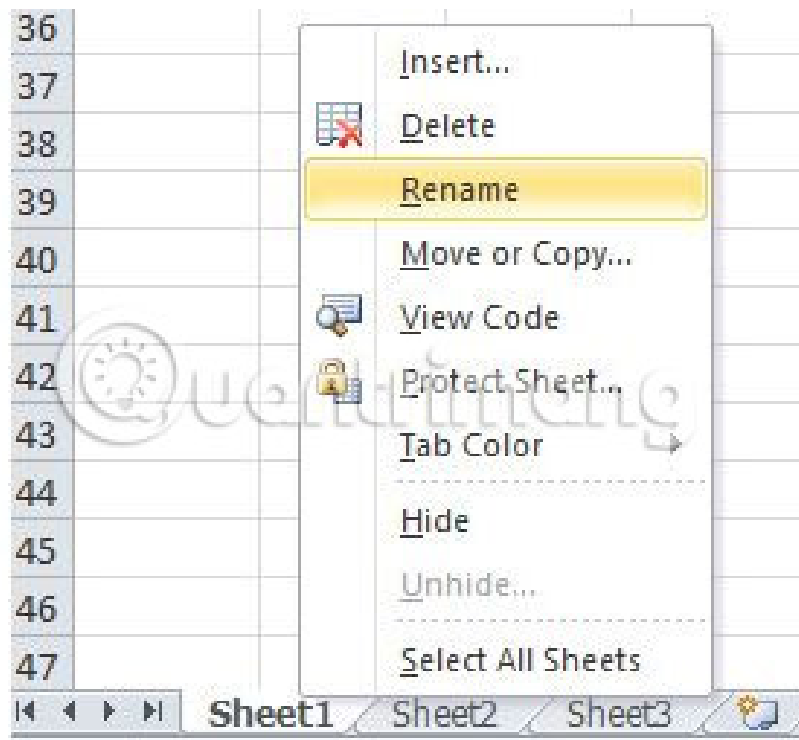 36
37
38
39
40
41
42
43
44
45
46
47
Insert...
Delete
Rename
Move or Copy...
View Code
Protect Sheet...
Tab Color
Hide
Unhide...
Select All Sheets
Quantrimang
Sheet1 Sheet2 Sheet3